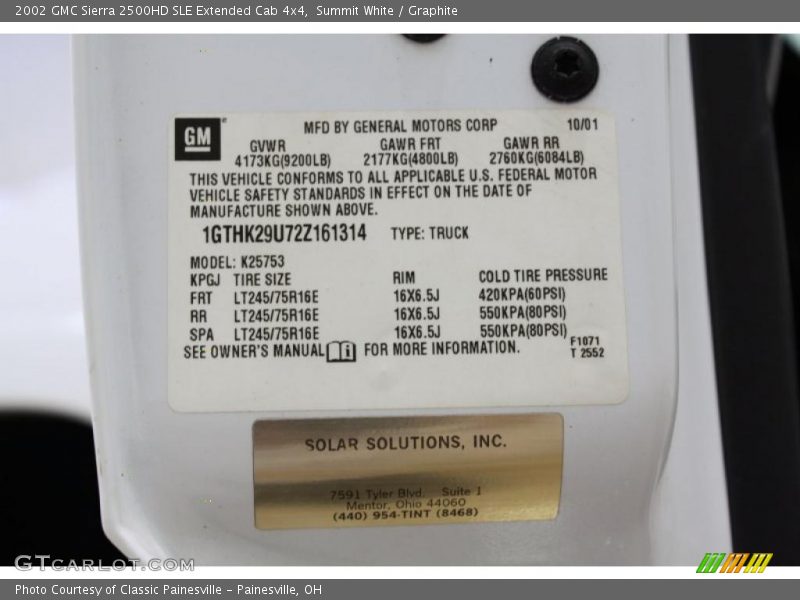 2002 GMC Sierra 2500HD SLE Extended Cab 4x4, Summit White / Graphite
GM
MFD BY GENERAL MOTORS CORP 10/01
GVWR GAWR FRT GAWR RR
4173KG(9200LB) 2177KG(4800LB) 2760KG(6084LB)
THIS VEHICLE CONFORMS TO ALL APPLICABLE U.S. FEDERAL MOTOR
VEHICLE SAFETY STANDARDS IN EFFECT ON THE DATE OF
MANUFACTURE SHOWN ABOVE.
1GTHK29U72Z161314 TYPE: TRUCK
MODEL: K25753
KPGJ TIRE SIZE RIM COLD TIRE PRESSURE
FRT LT245/75R16E 16X6.5J 420KPA(60PSI)
RR LT245/75R16E 16X6.5J 550KPA(80PSI)
SPA LT245/75R16E 16X6.5J 550KPA(80PSI)
SEE OWNER'S MANUAL FOR MORE INFORMATION.
F1071
T 2552
SOLAR SOLUTIONS, INC.
7591 Tyler Blvd. Suite 1
Mentor, Ohio 44060
(440) 954-TINT (8468)
GTCARLOT.COM
Photo Courtesy of Classic Painesville - Painesville, OH